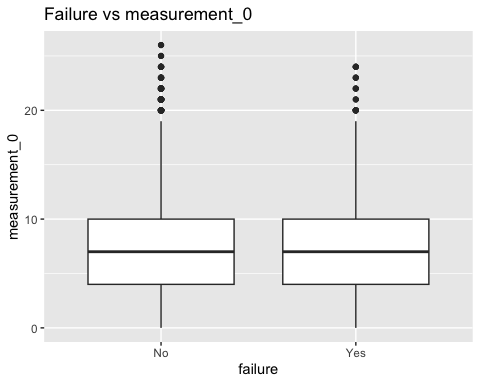 Failure vs measurement_0
measurement_0
20
10
0
No
Yes
failure